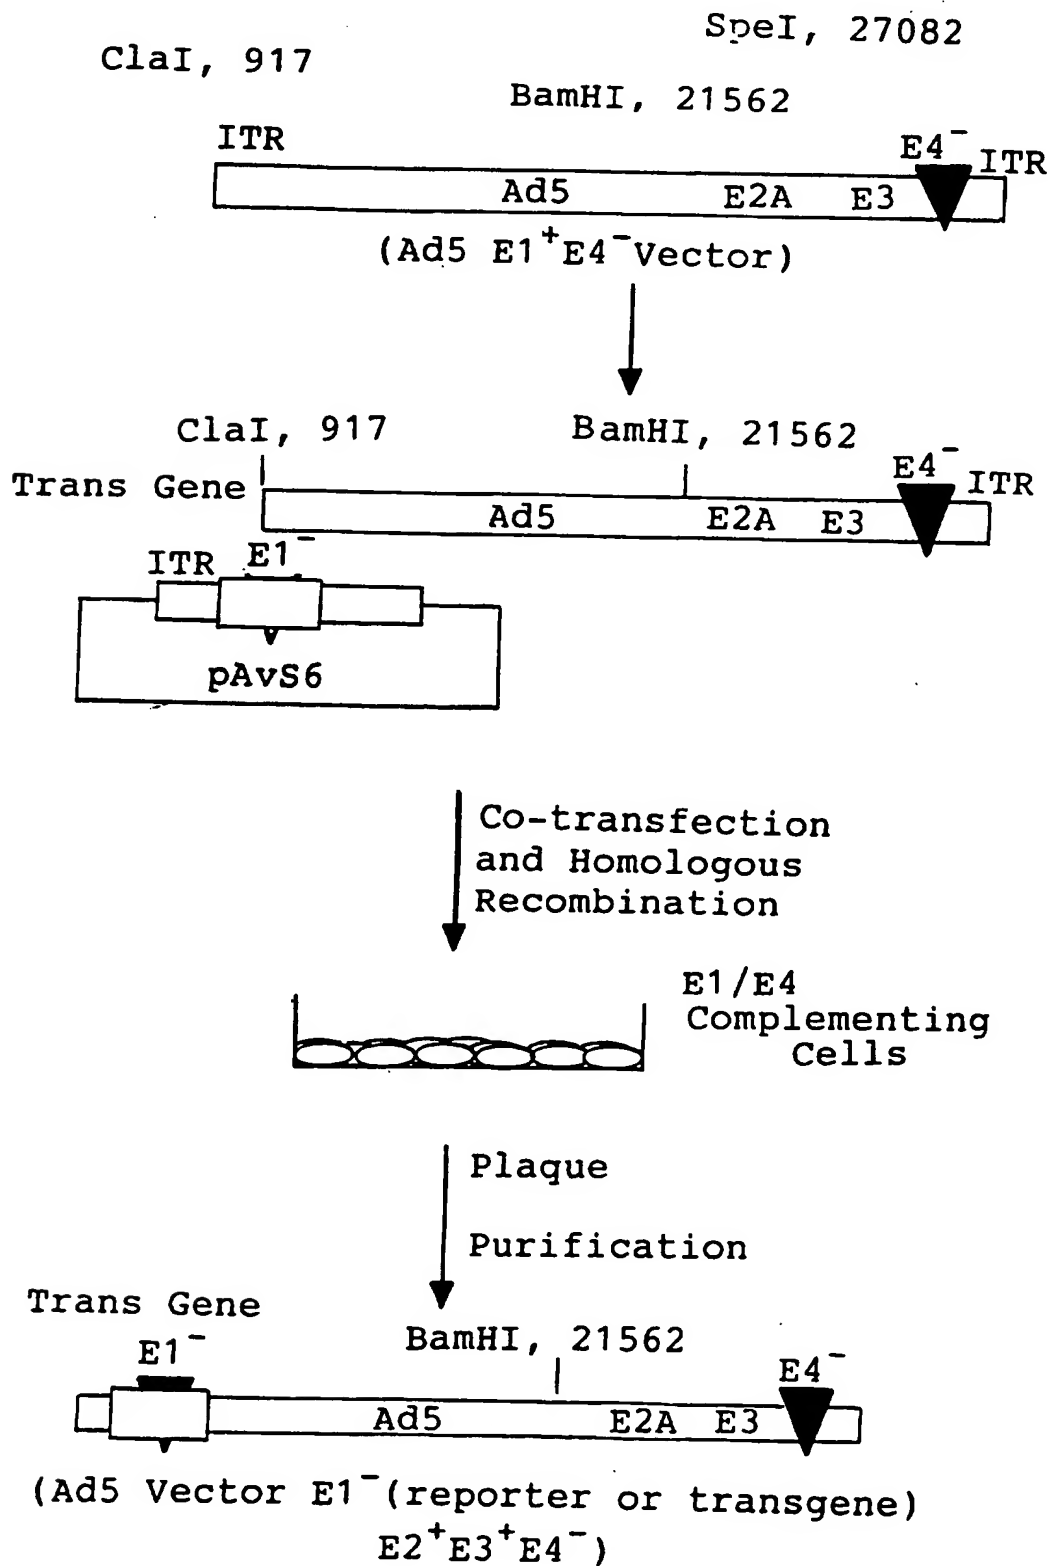 SpeI, 27082
ClaI, 917
BamHI, 21562
ITR
E4⁻
ITR
Ad5 E2A E3
(Ad5 E1⁺E4⁻Vector)
ClaI, 917
BamHI, 21562
E4⁻
Trans Gene
ITR
Ad5 E2A E3
ITR E1⁻
pAvS6
Co-transfection
and Homologous
Recombination
E1/E4
Complementing
Cells
Plaque
Purification
Trans Gene
BamHI, 21562
E1⁻
E4⁻
Ad5 E2A E3
(Ad5 Vector E1⁻(reporter or transgene)
E2⁺E3⁺E4⁻)